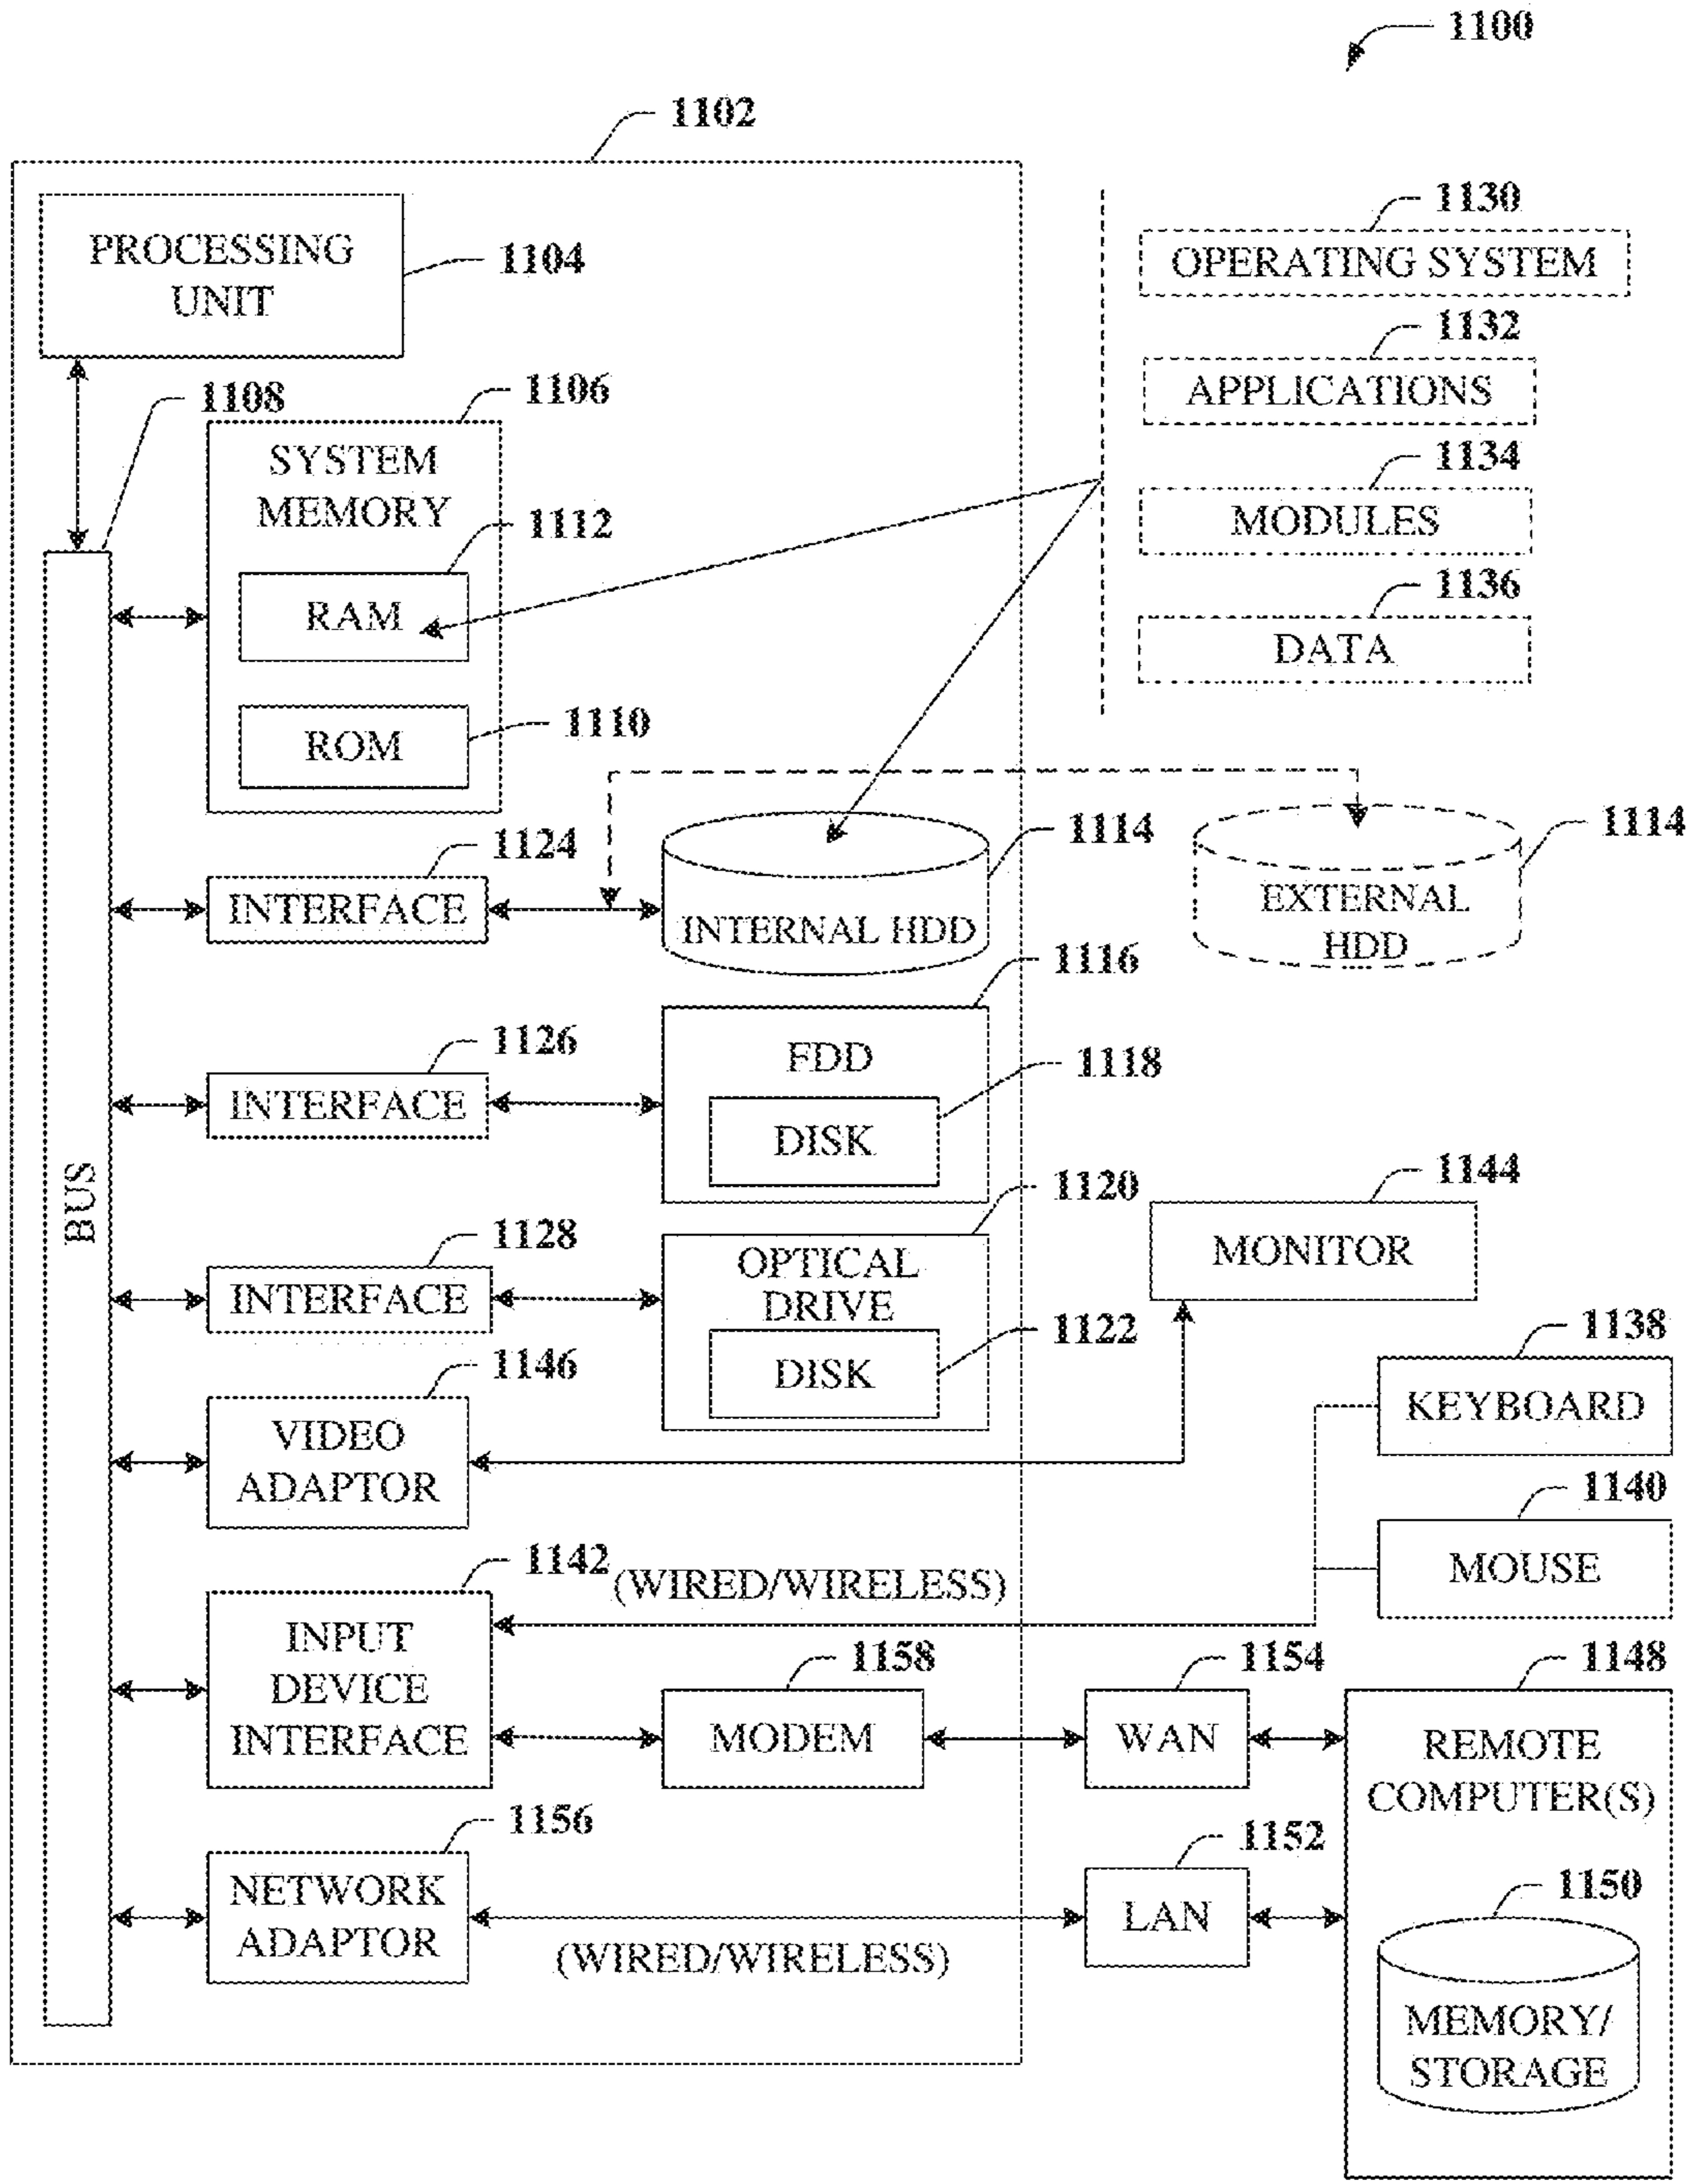 1100
1102
PROCESSING
UNIT
1104
1130
OPERATING SYSTEM
1132
APPLICATIONS
1134
MODULES
1136
DATA
1108
1106
SYSTEM
MEMORY
1112
RAM
1110
ROM
BUS
1124
INTERFACE
1114
INTERNAL HDD
1114
EXTERNAL
HDD
1126
INTERFACE
1116
FDD
1118
DISK
1128
INTERFACE
1120
OPTICAL
DRIVE
1122
DISK
1144
MONITOR
1146
VIDEO
ADAPTOR
1138
KEYBOARD
1140
MOUSE
1142
(WIRED/WIRELESS)
INPUT
DEVICE
INTERFACE
1158
MODEM
1154
WAN
1148
REMOTE
COMPUTER(S)
1156
NETWORK
ADAPTOR
(WIRED/WIRELESS)
1152
LAN
1150
MEMORY/
STORAGE